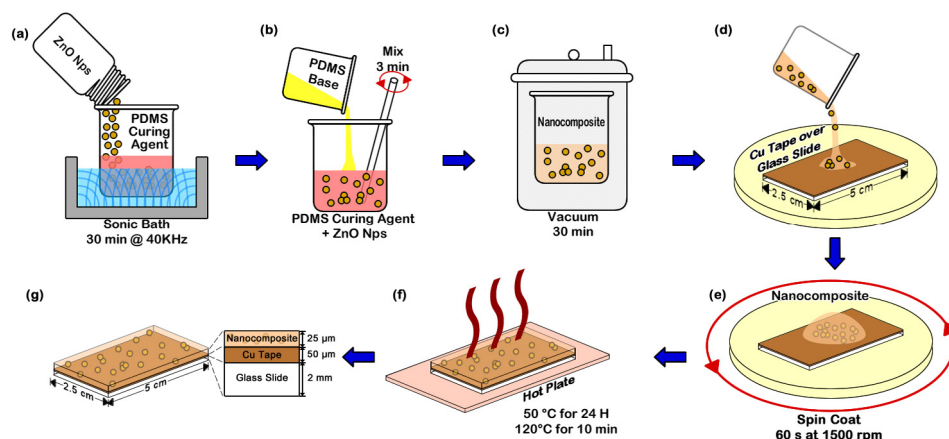 (a)
ZnO Nps
PDMS
Curing
Agent
Sonic Bath
30 min @ 40KHz
(b)
PDMS
Base
Mix
3 min
PDMS Curing Agent
+ ZnO Nps
(c)
Nanocomposite
Vacuum
30 min
(d)
Cu Tape over
Glass Slide
2.5 cm
5 cm
(e)
Nanocomposite
Spin Coat
60 s at 1500 rpm
(f)
Hot Plate
50 °C for 24 H
120°C for 10 min
(g)
2.5 cm
5 cm
Nanocomposite 25 µm
Cu Tape 50 µm
Glass Slide 2 mm